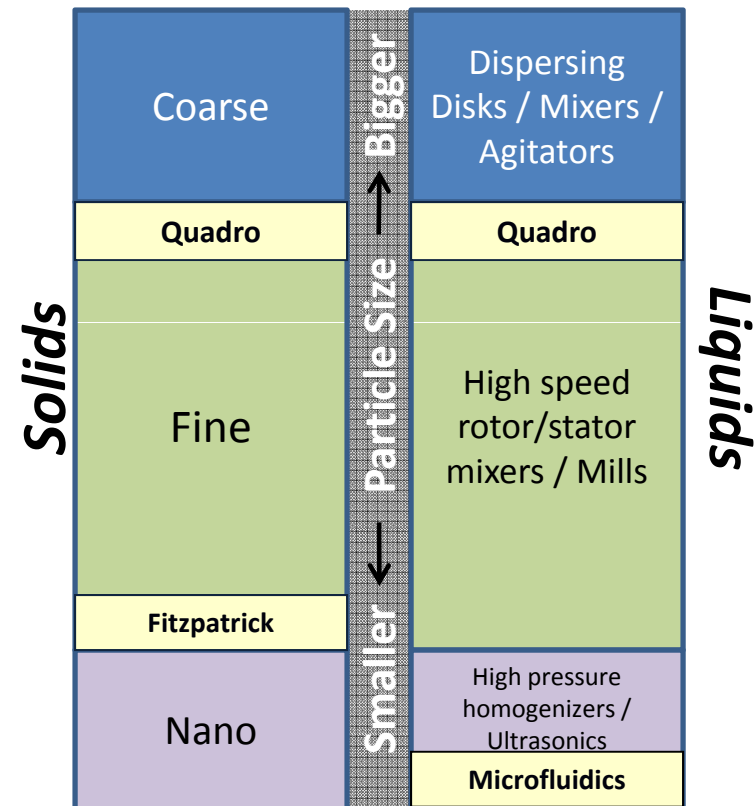 Solids
Coarse
Quadro
Fine
Fitzpatrick
Nano
Bigger
Particle Size
Smaller
Dispersing
Disks / Mixers /
Agitators
Quadro
High speed
rotor/stator
mixers / Mills
High pressure
homogenizers /
Ultrasonics
Microfluidics
Liquids